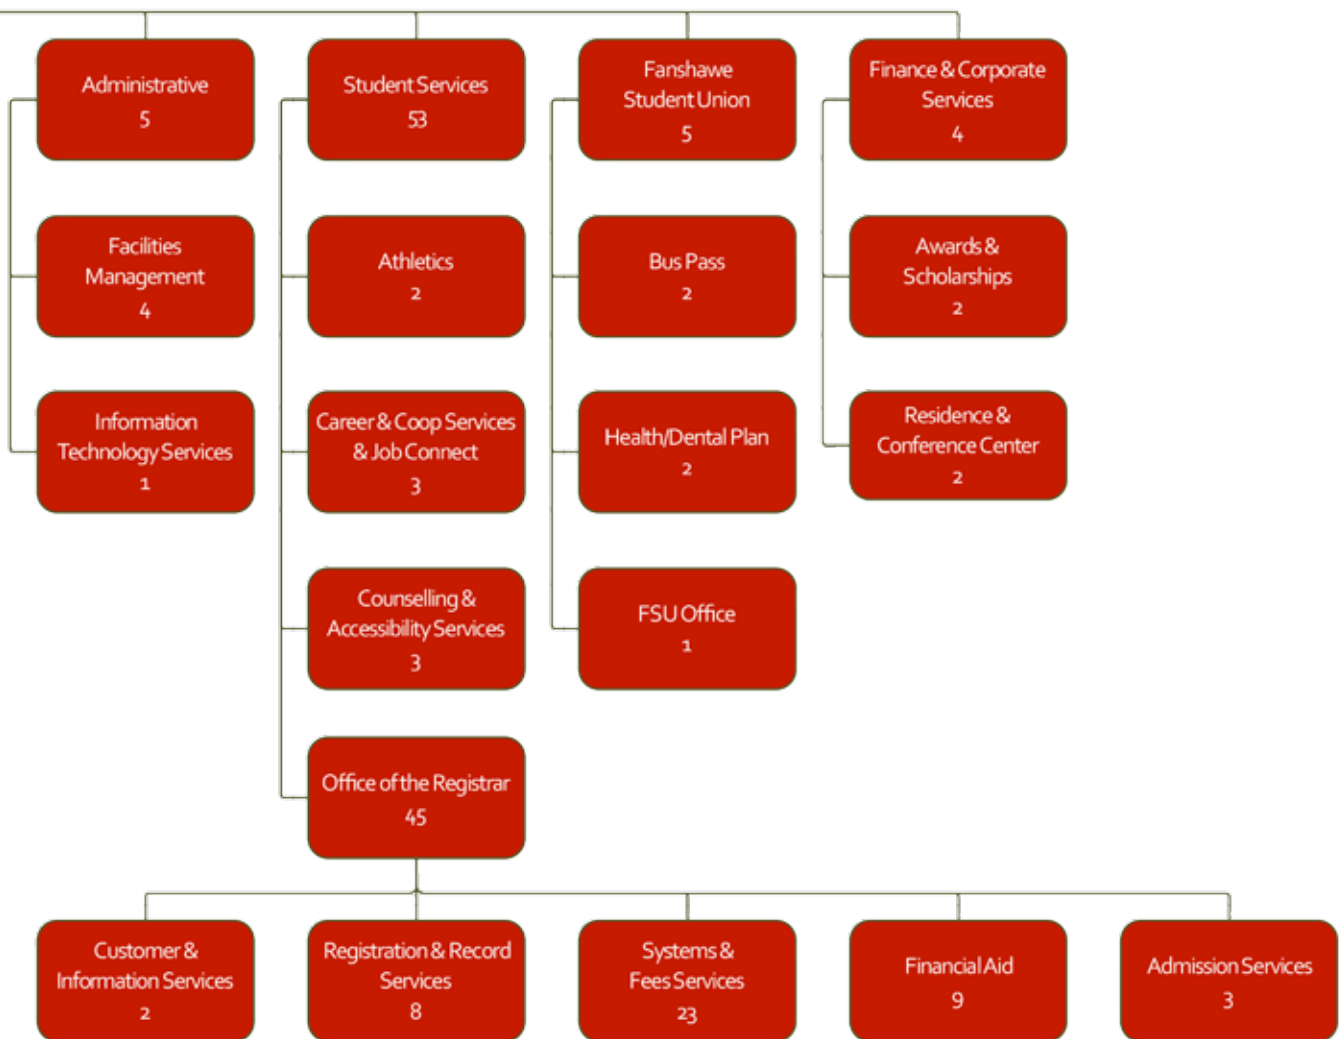 Administrative
5
Student Services
53
Fanshawe
Student Union
5
Finance & Corporate
Services
4
Facilities
Management
4
Athletics
2
Bus Pass
2
Awards &
Scholarships
2
Information
Technology Services
1
Career & Coop Services
& Job Connect
3
Health/Dental Plan
2
Residence &
Conference Center
2
Counselling &
Accessibility Services
3
FSU Office
1
Office of the Registrar
45
Customer &
Information Services
2
Registration & Record
Services
8
Systems &
Fees Services
23
Financial Aid
9
Admission Services
3